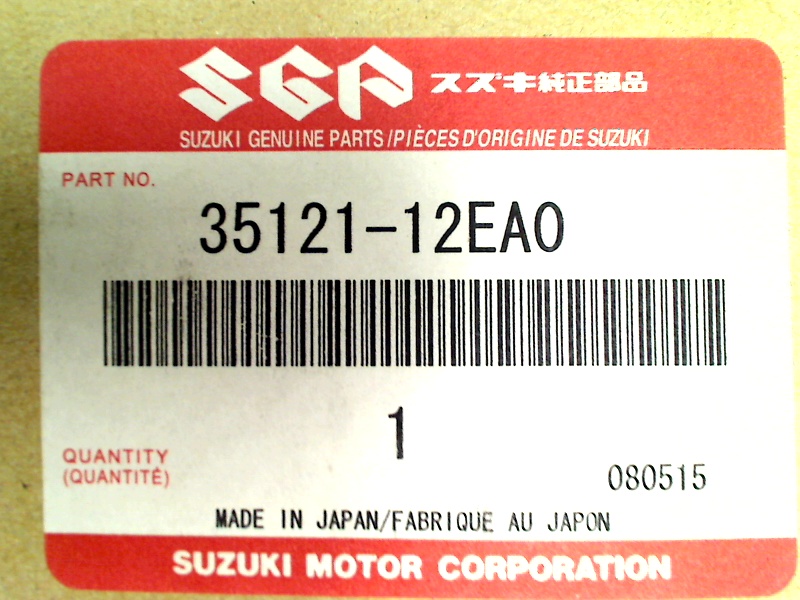 SGP スズキ純正部品
SUZUKI GENUINE PARTS/PIÈCES D'ORIGINE DE SUZUKI
PART NO.
35121-12EA0
1
QUANTITY
(QUANTITÉ)
080515
MADE IN JAPAN/FABRIQUE AU JAPON
SUZUKI MOTOR CORPORATION